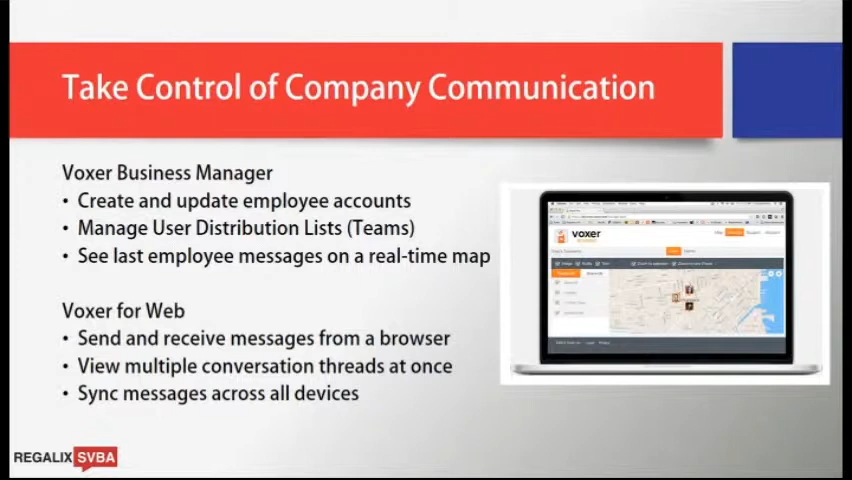 Take Control of Company Communication
Voxer Business Manager
• Create and update employee accounts
• Manage User Distribution Lists (Teams)
• See last employee messages on a real-time map
voxer
Voxer for Web
• Send and receive messages from a browser
• View multiple conversation threads at once
• Sync messages across all devices
REGALIX SVBA